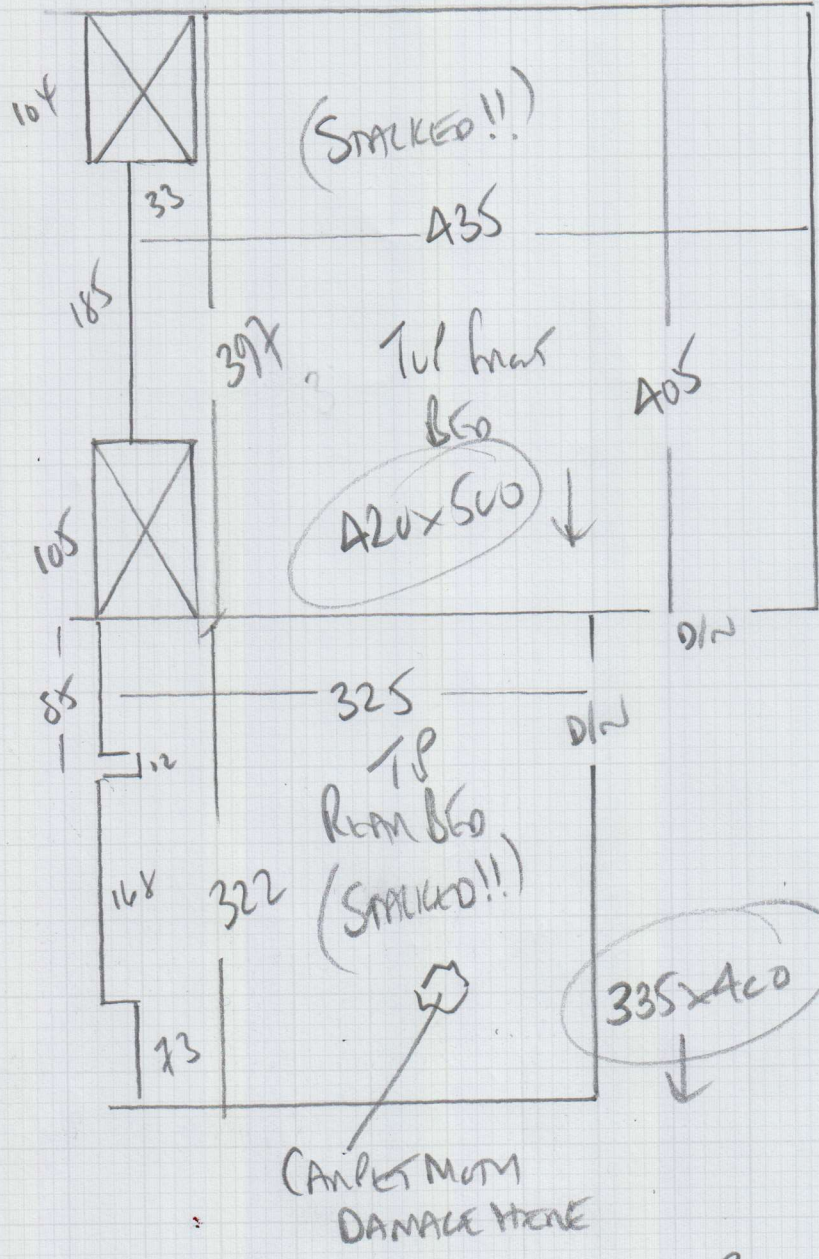 104
(STACKED!!)
33
435
185
397
TOP FRONT
BED
405
420x500
105
D/N
85
325
D/N
12
TOP
REAR BED
168
322
(STACKED!!)
335x400
73
CARPET MOTH
DAMAGE HERE